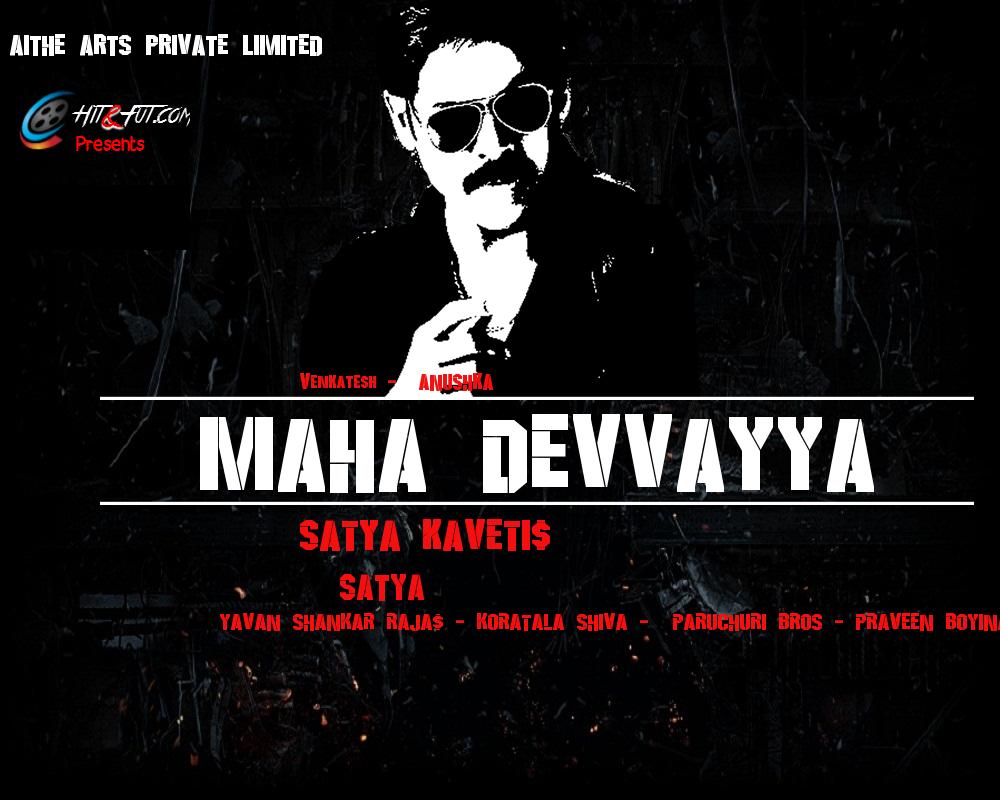 AITHE ARTS PRIVATE LIIMITED
HIT&FUT.COM
Presents
VENKATESH - ANUSHKA
MAHA DEVVAYYA
SATYA KAVETI$
SATYA
YAVAN SHANKAR RAJA$ - KORATALA SHIVA - PARUCHURI BROS - PRAVEEN